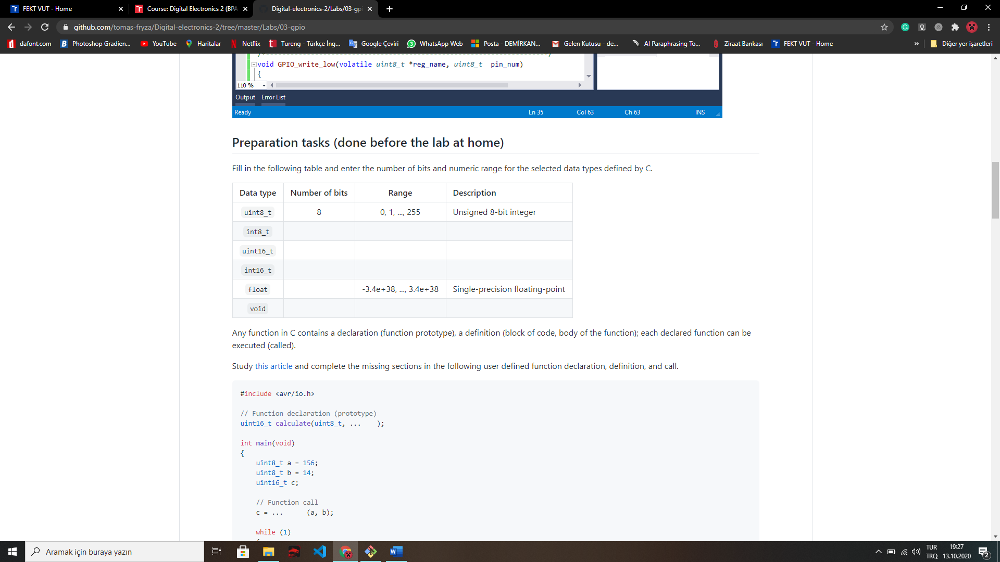 FEKT VUT - Home
Course: Digital Electronics 2 (BPA
Digital-electronics-2/Labs/03-gpi
github.com/tomas-fryza/Digital-electronics-2/tree/master/Labs/03-gpio
dafont.com
Photoshop Gradien...
YouTube
Haritalar
Netflix
Tureng - Türkçe İng...
Google Çeviri
WhatsApp Web
Posta - DEMİRKAN...
Gelen Kutusu - de...
AI Paraphrasing To...
Ziraat Bankası
FEKT VUT - Home
»
Diğer yer işaretleri
void GPIO_write_low(volatile uint8_t *reg_name, uint8_t pin_num)
{
110 %
Output Error List
Ready Ln 35 Col 63 Ch 63 INS
Preparation tasks (done before the lab at home)
Fill in the following table and enter the number of bits and numeric range for the selected data types defined by C.
Data type Number of bits Range Description
uint8_t 8 0, 1, ..., 255 Unsigned 8-bit integer
int8_t
uint16_t
int16_t
float -3.4e+38, ..., 3.4e+38 Single-precision floating-point
void
Any function in C contains a declaration (function prototype), a definition (block of code, body of the function); each declared function can be
executed (called).
Study this article and complete the missing sections in the following user defined function declaration, definition, and call.
#include <avr/io.h>
// Function declaration (prototype)
uint16_t calculate(uint8_t, ... );
int main(void)
{
uint8_t a = 156;
uint8_t b = 14;
uint16_t c;
// Function call
c = ... (a, b);
while (1)
{
Aramak için buraya yazın
TUR
TRQ
19:27
13.10.2020
2